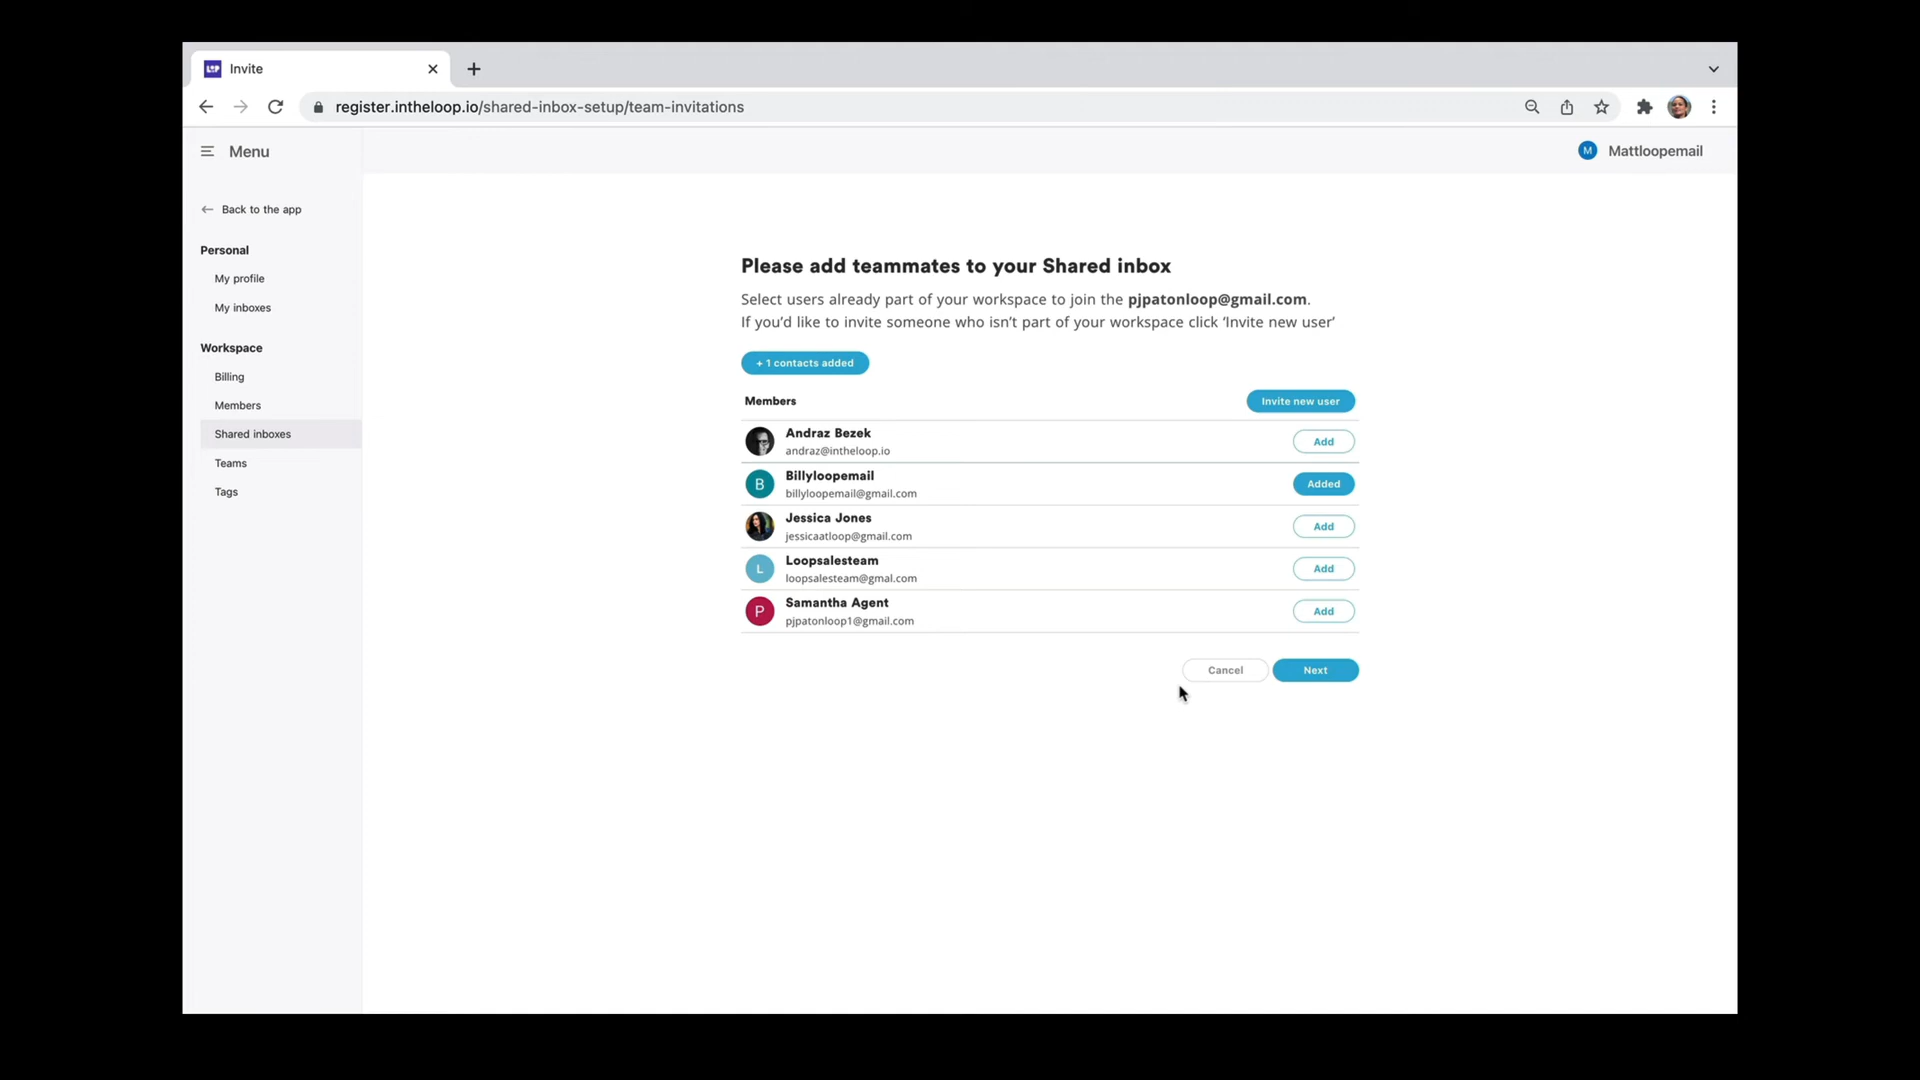 LOP
Invite
register.intheloop.io/shared-inbox-setup/team-invitations
Menu
M Mattloopemail
Back to the app
Personal
My profile
My inboxes
Workspace
Billing
Members
Shared inboxes
Teams
Tags
Please add teammates to your Shared inbox
Select users already part of your workspace to join the pjpatonloop@gmail.com.
If you’d like to invite someone who isn’t part of your workspace click ‘Invite new user’
+ 1 contacts added
Members
Invite new user
Andraz Bezek
andraz@intheloop.io
Add
B
Billyloopemail
billyloopemail@gmail.com
Added
Jessica Jones
jessicaatloop@gmail.com
Add
L
Loopsalesteam
loopsalesteam@gmal.com
Add
P
Samantha Agent
pjpatonloop1@gmail.com
Add
Cancel
Next